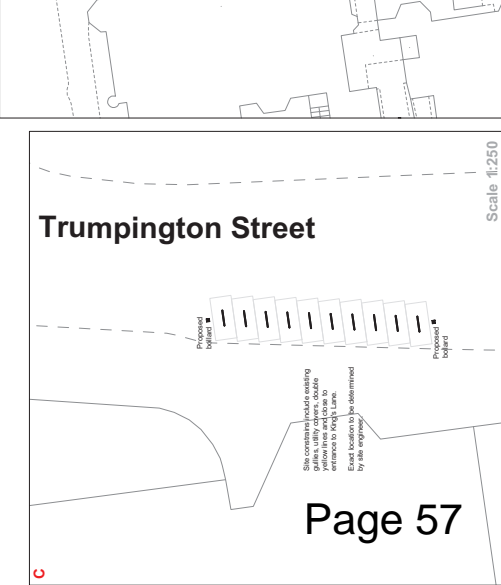 Scale 1:250
Trumpington Street
Proposed
bollard
Proposed
bollard
Site constrains include existing
gullies, utility covers, double
yellow lines and close to
entrance to King's Lane.
Exact location to be determined
by site engineer.
Page 57
C